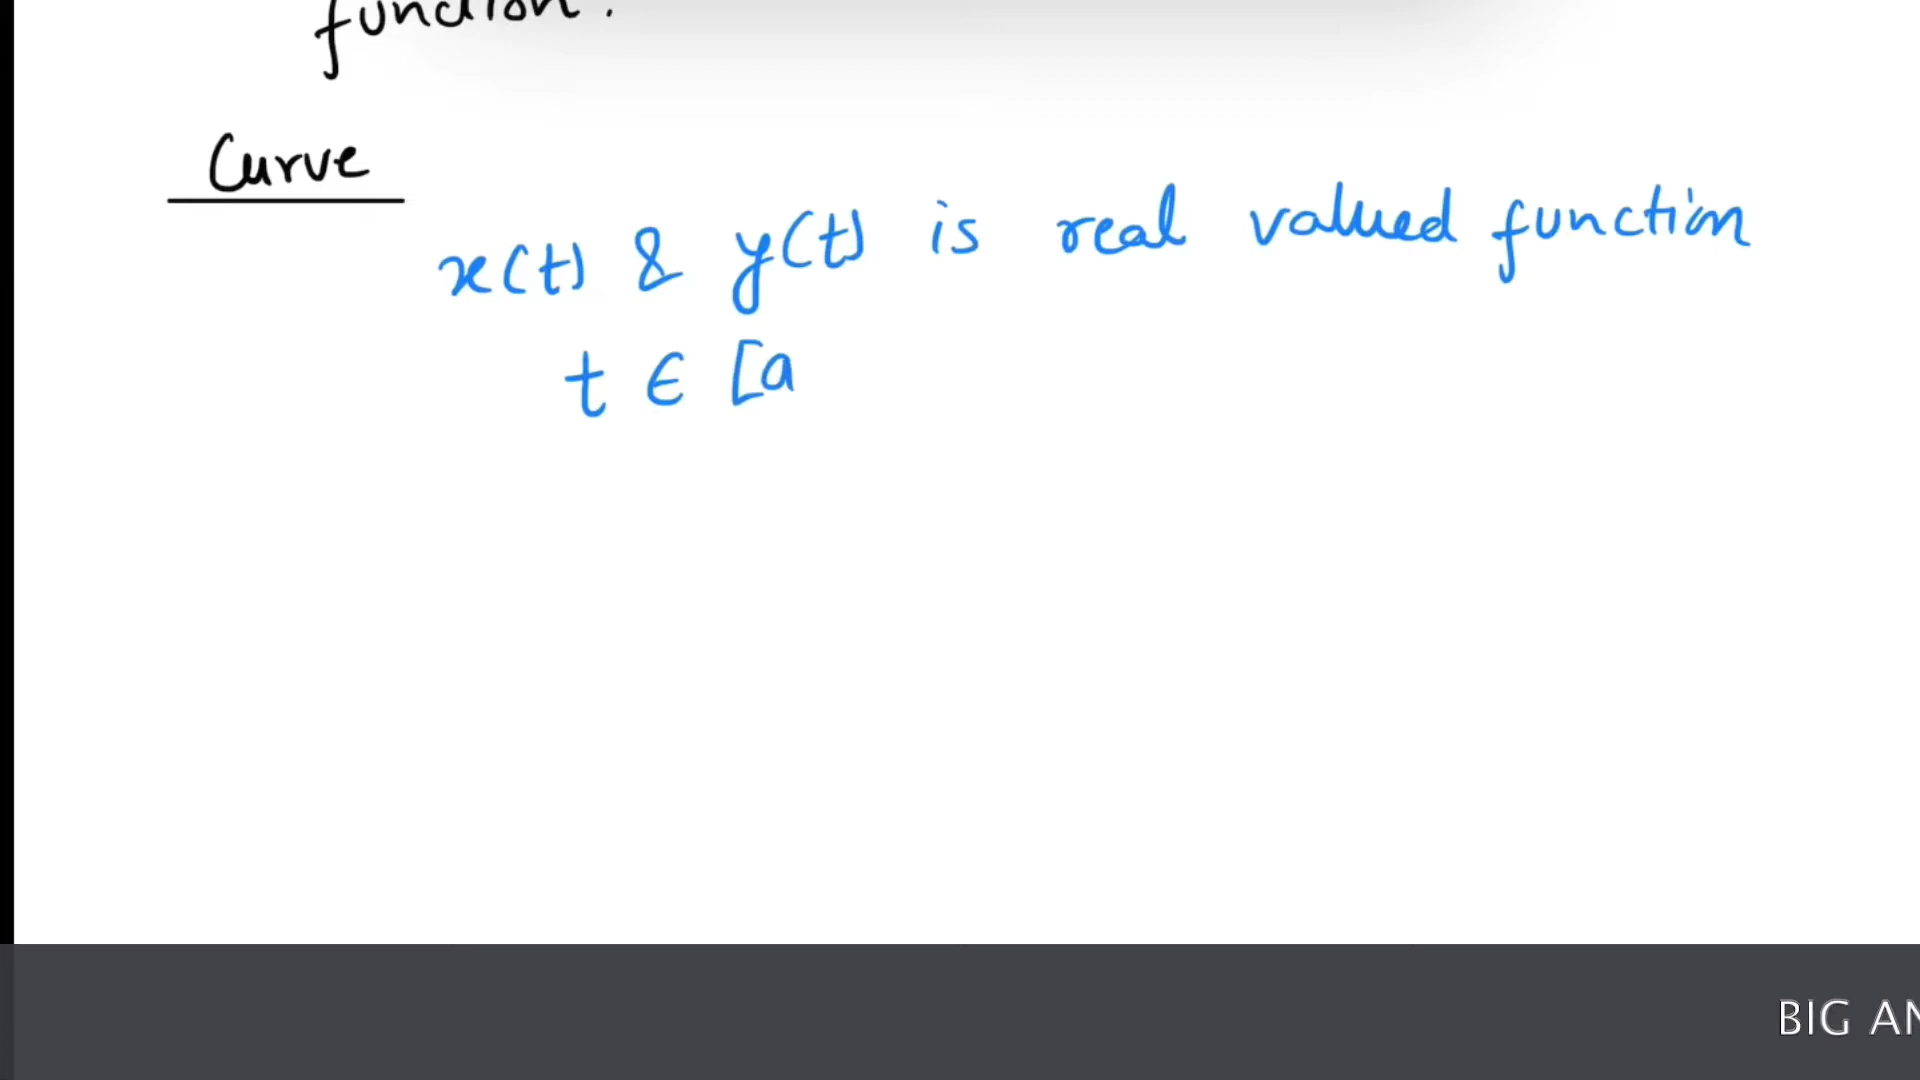 function.
Curve
x(t) & y(t) is real valued function
t ∈ [a
BIG AN